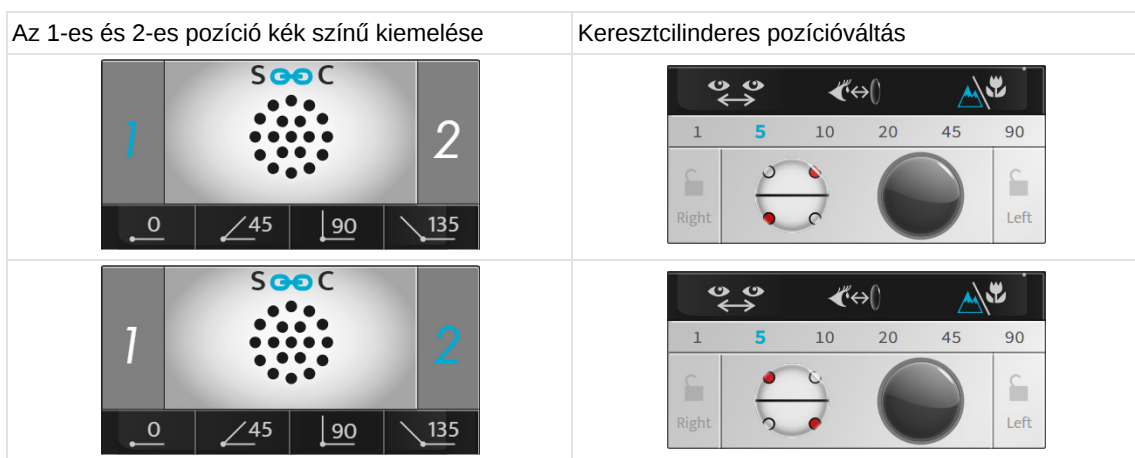 Az 1-es és 2-es pozíció kék színű kiemelése
Keresztcilinderes pozícióváltás
S C
1 2
0 45 90 135
1 5 10 20 45 90
Right Left
S C
1 2
0 45 90 135
1 5 10 20 45 90
Right Left